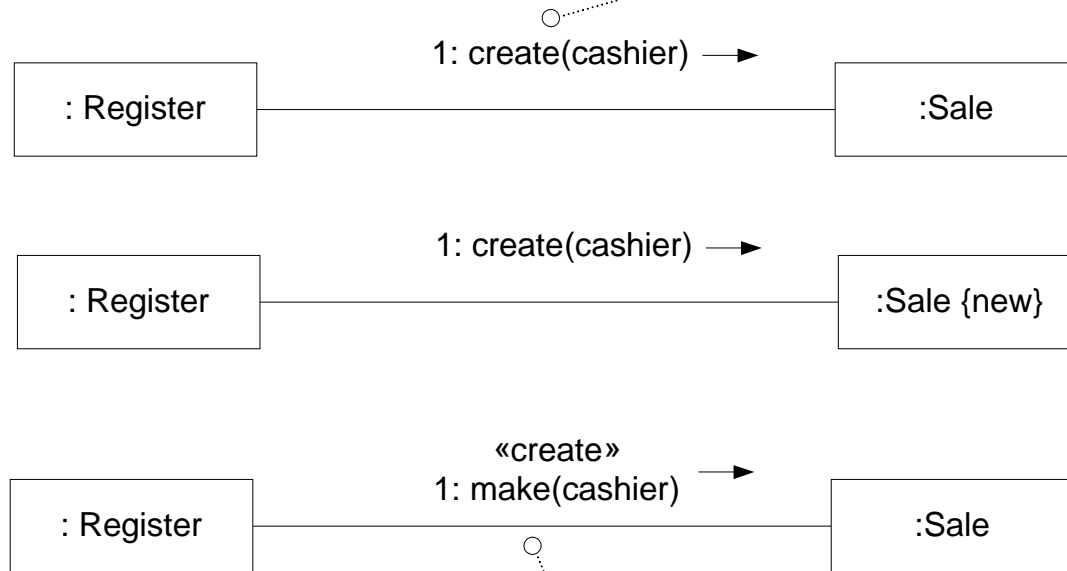 1: create(cashier)
: Register
:Sale
1: create(cashier)
: Register
:Sale {new}
«create»
1: make(cashier)
: Register
:Sale